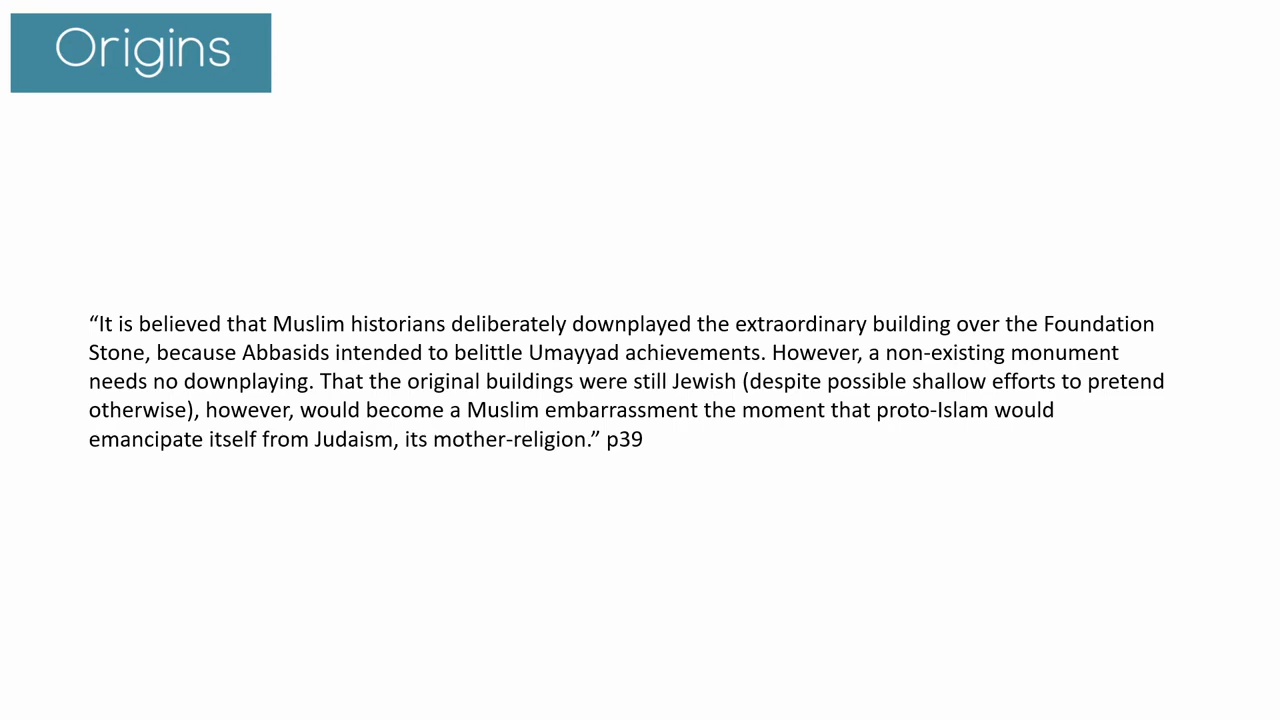 Origins
“It is believed that Muslim historians deliberately downplayed the extraordinary building over the Foundation
Stone, because Abbasids intended to belittle Umayyad achievements. However, a non-existing monument
needs no downplaying. That the original buildings were still Jewish (despite possible shallow efforts to pretend
otherwise), however, would become a Muslim embarrassment the moment that proto-Islam would
emancipate itself from Judaism, its mother-religion.” p39